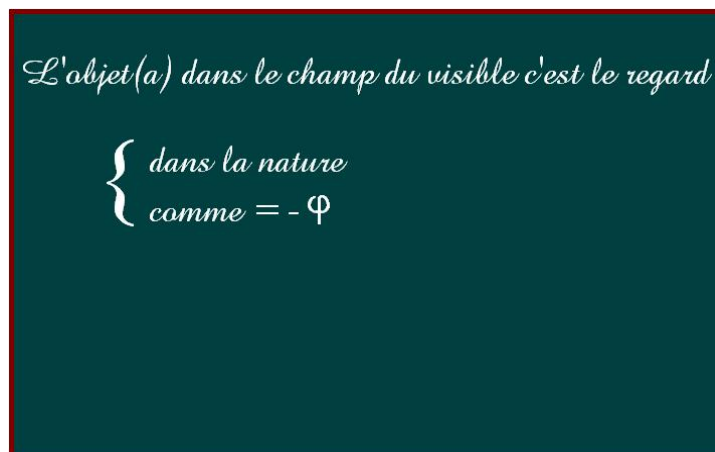 L'objet(a) dans le champ du visible c'est le regard
{ dans la nature
comme = - φ